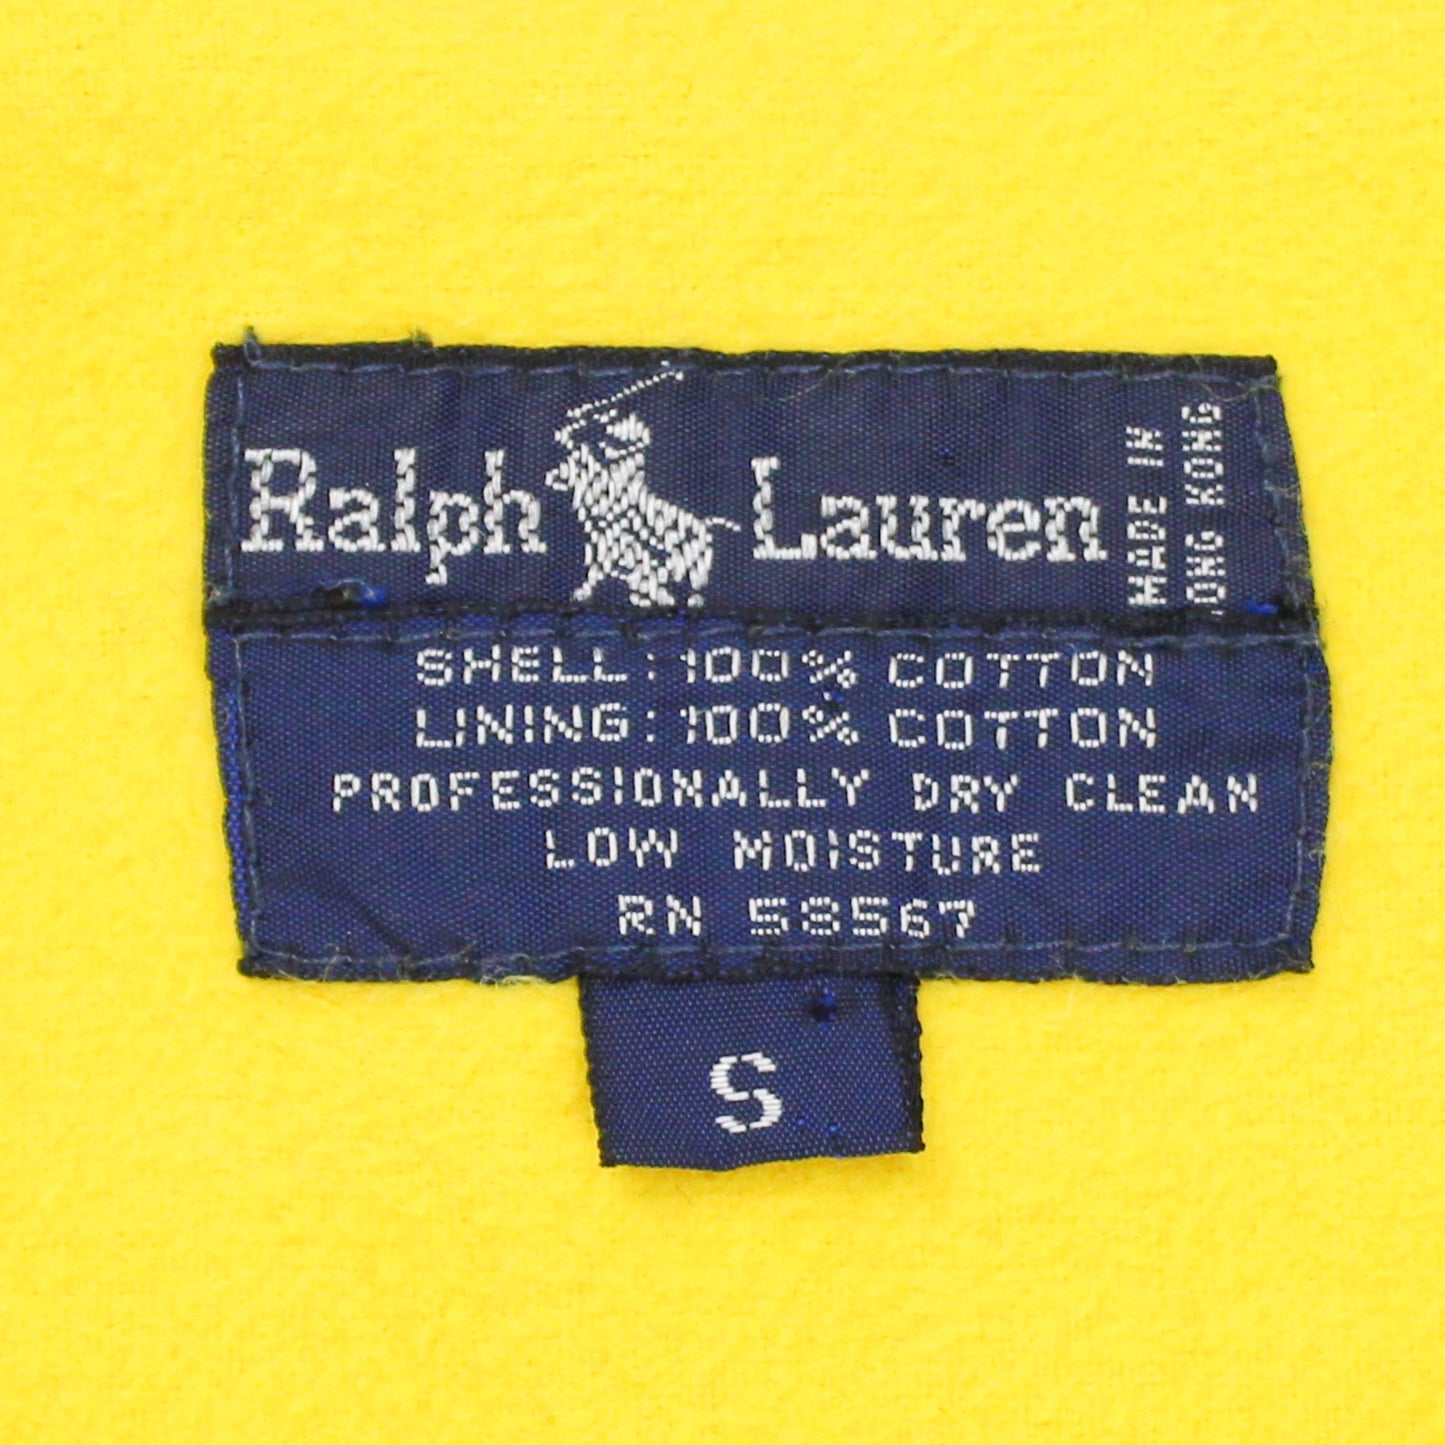 Ralph Lauren
MADE IN
HONG KONG
SHELL: 100% COTTON
LINING: 100% COTTON
PROFESSIONALLY DRY CLEAN
LOW MOISTURE
RN 58567
S